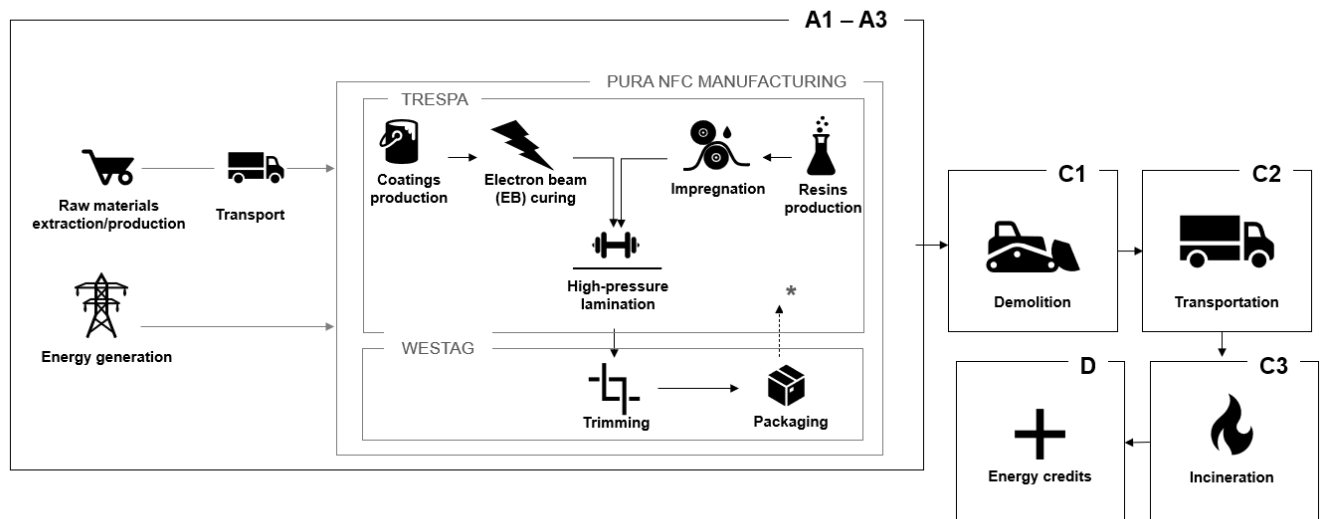 A1 – A3
PURA NFC MANUFACTURING
TRESPA
Coatings
production
Electron beam
(EB) curing
Impregnation
Resins
production
Raw materials
extraction/production
Transport
High-pressure
lamination
*
Energy generation
WESTAG
Trimming
Packaging
C1
Demolition
C2
Transportation
C3
Incineration
D
Energy credits